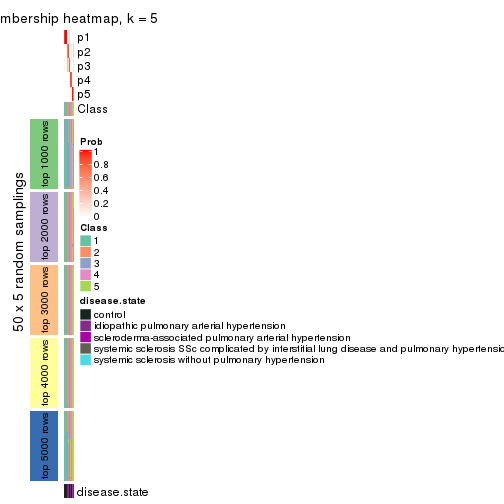 mbership heatmap, k = 5
p1
p2
p3
p4
p5
Class
50 x 5 random samplings
top 1000 rows
top 2000 rows
top 3000 rows
top 4000 rows
top 5000 rows
Prob
1
0.8
0.6
0.4
0.2
0
Class
1
2
3
4
5
disease.state
control
idiopathic pulmonary arterial hypertension
scleroderma-associated pulmonary arterial hypertension
systemic sclerosis SSc complicated by interstitial lung disease and pulmonary hypertensio
systemic sclerosis without pulmonary hypertension
disease.state